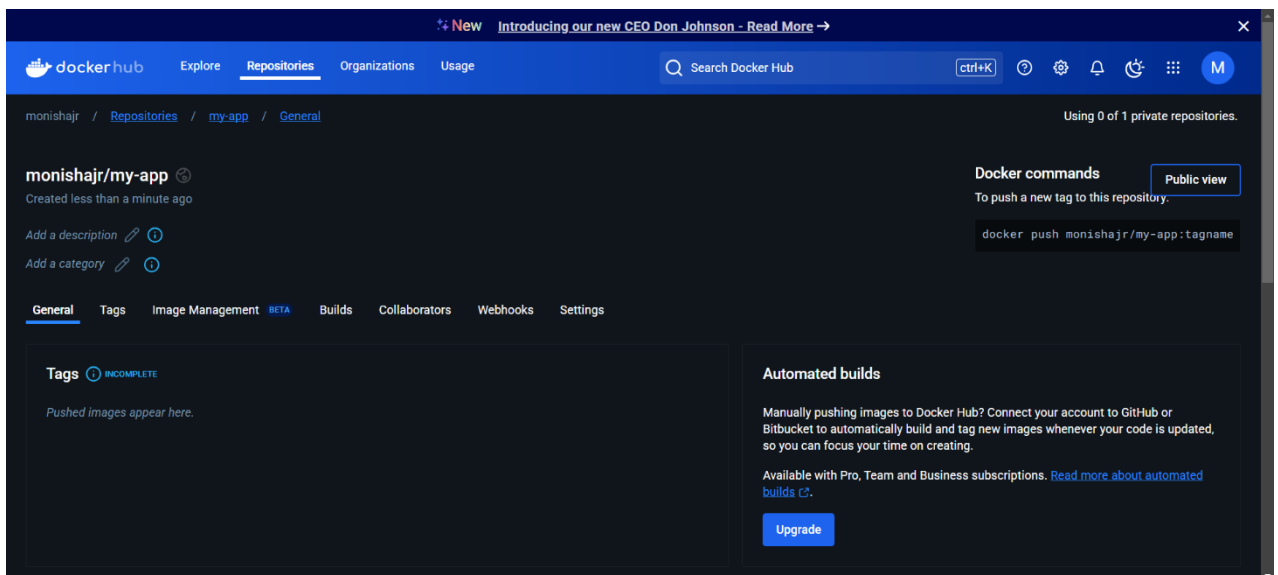 New Introducing our new CEO Don Johnson - Read More →
dockerhub Explore Repositories Organizations Usage Search Docker Hub ctrl+K M
monishajr / Repositories / my-app / General Using 0 of 1 private repositories.
monishajr/my-app
Created less than a minute ago
Add a description
Add a category
Docker commands
Public view
To push a new tag to this repository.
docker push monishajr/my-app:tagname
General Tags Image Management BETA Builds Collaborators Webhooks Settings
Tags INCOMPLETE
Pushed images appear here.
Automated builds
Manually pushing images to Docker Hub? Connect your account to GitHub or
Bitbucket to automatically build and tag new images whenever your code is updated,
so you can focus your time on creating.
Available with Pro, Team and Business subscriptions. Read more about automated
builds.
Upgrade